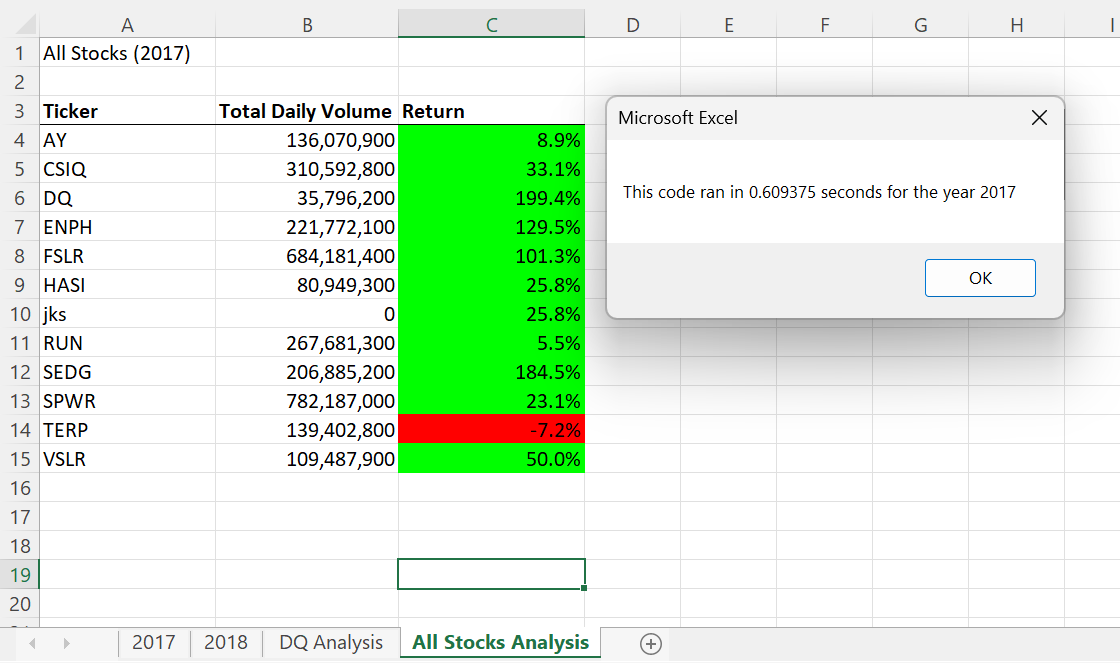 A B C D E F G H I
1 All Stocks (2017)
2
3 Ticker Total Daily Volume Return
4 AY 136,070,900 8.9%
5 CSIQ 310,592,800 33.1%
6 DQ 35,796,200 199.4%
7 ENPH 221,772,100 129.5%
8 FSLR 684,181,400 101.3%
9 HASI 80,949,300 25.8%
10 jks 0 25.8%
11 RUN 267,681,300 5.5%
12 SEDG 206,885,200 184.5%
13 SPWR 782,187,000 23.1%
14 TERP 139,402,800 -7.2%
15 VSLR 109,487,900 50.0%
16
17
18
19
20
Microsoft Excel
This code ran in 0.609375 seconds for the year 2017
OK
2017 2018 DQ Analysis All Stocks Analysis